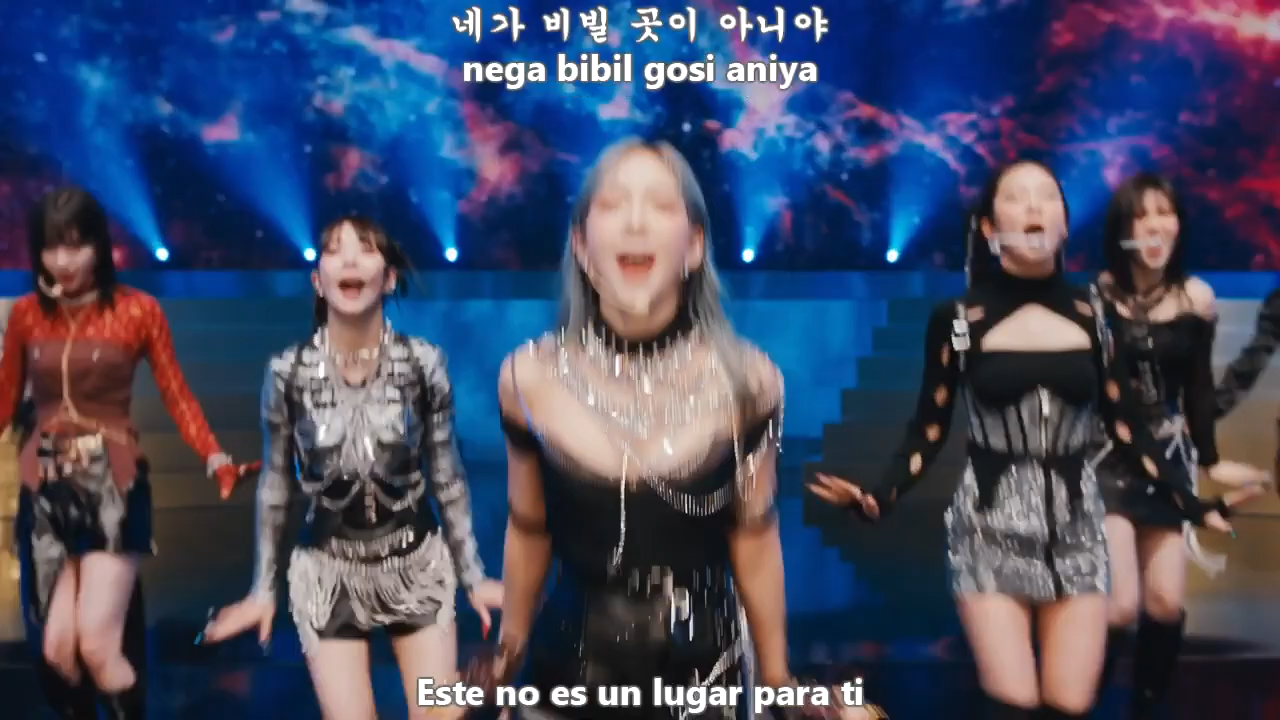 네가 비빌 곳이 아니야
nega bibil gosi aniya
Este no es un lugar para ti